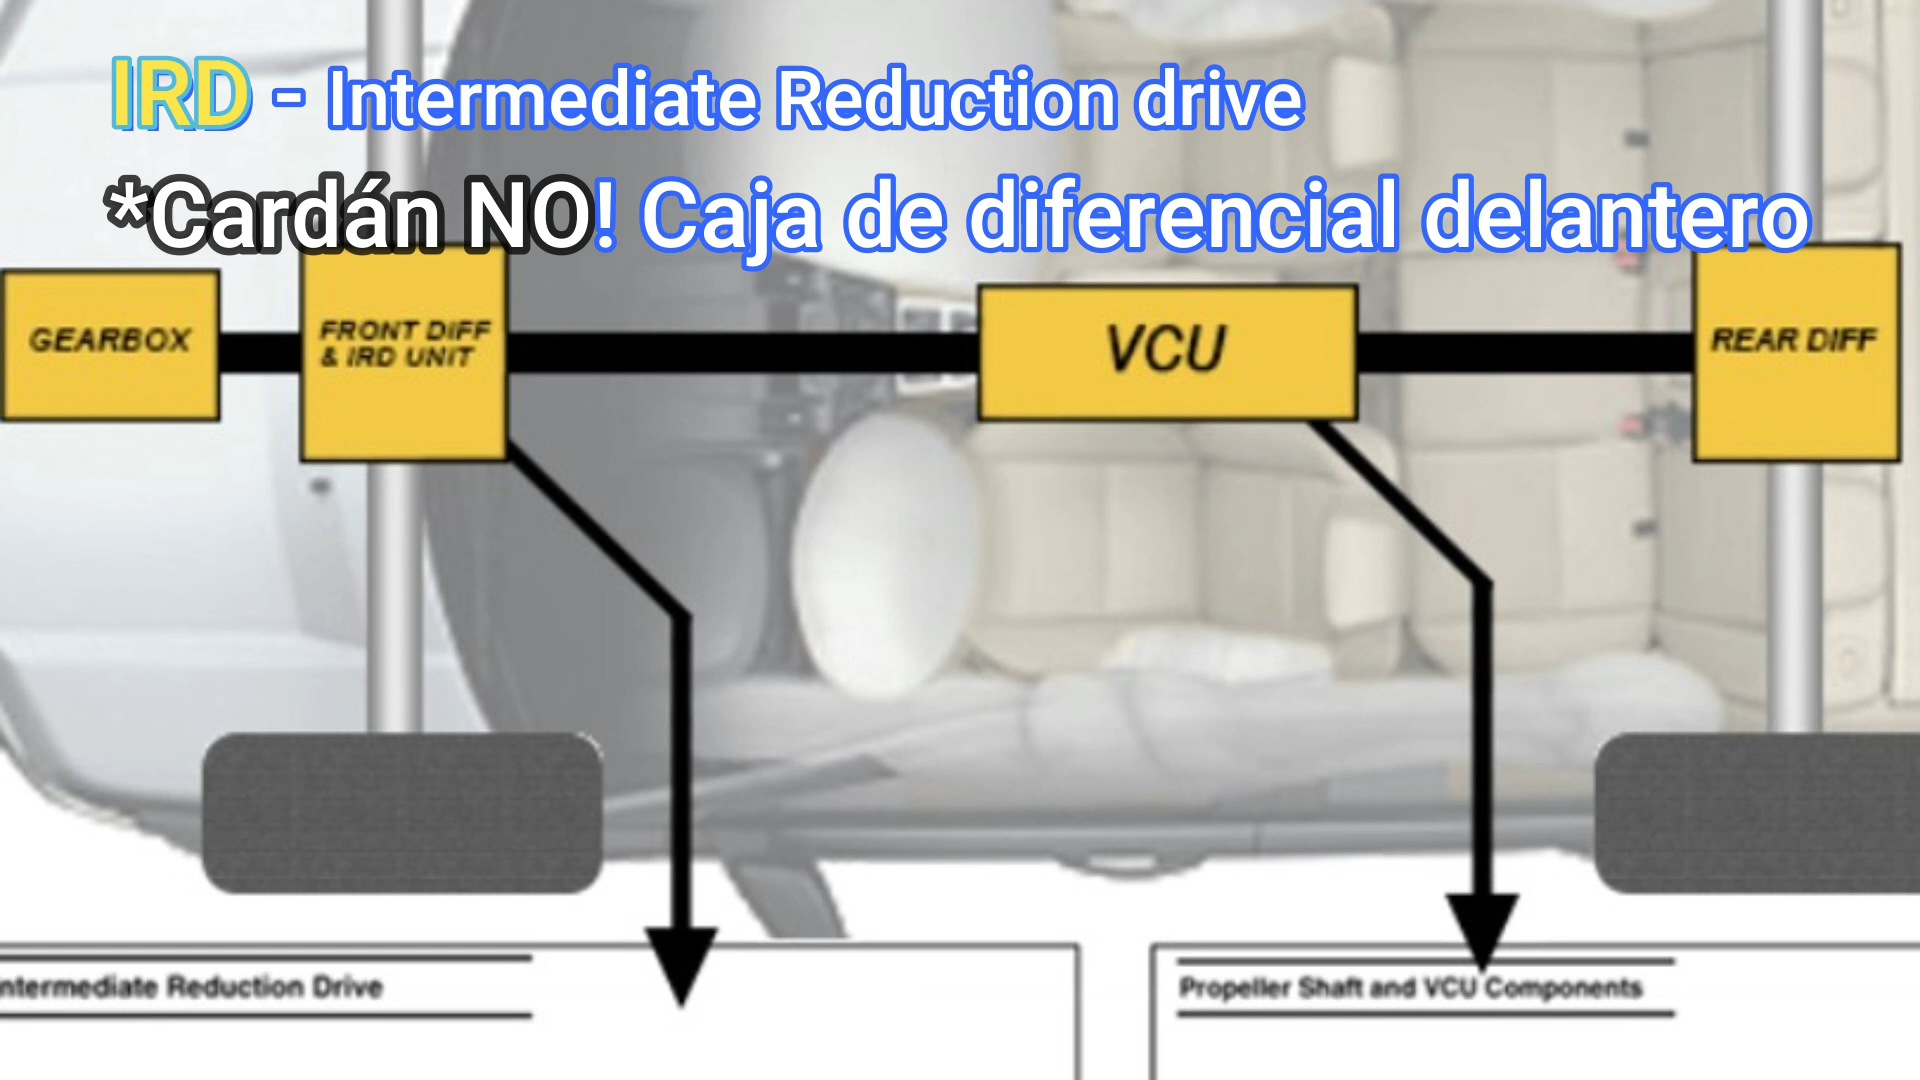 IRD - Intermediate Reduction drive
*Cardán NO! Caja de diferencial delantero
GEARBOX
FRONT DIFF
& IRD UNIT
VCU
REAR DIFF
ntermediate Reduction Drive
Propeller Shaft and VCU Components